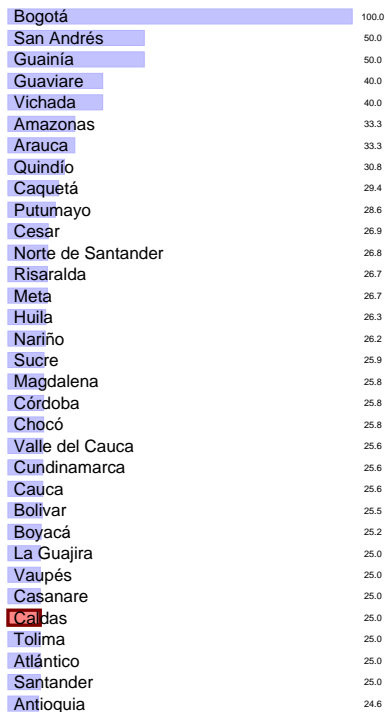 Bogotá 100.0
San Andrés 50.0
Guainía 50.0
Guaviare 40.0
Vichada 40.0
Amazonas 33.3
Arauca 33.3
Quindío 30.8
Caquetá 29.4
Putumayo 28.6
Cesar 26.9
Norte de Santander 26.8
Risaralda 26.7
Meta 26.7
Huila 26.3
Nariño 26.2
Sucre 25.9
Magdalena 25.8
Córdoba 25.8
Chocó 25.8
Valle del Cauca 25.6
Cundinamarca 25.6
Cauca 25.6
Bolivar 25.5
Boyacá 25.2
La Guajira 25.0
Vaupés 25.0
Casanare 25.0
Caldas 25.0
Tolima 25.0
Atlántico 25.0
Santander 25.0
Antioquia 24.6